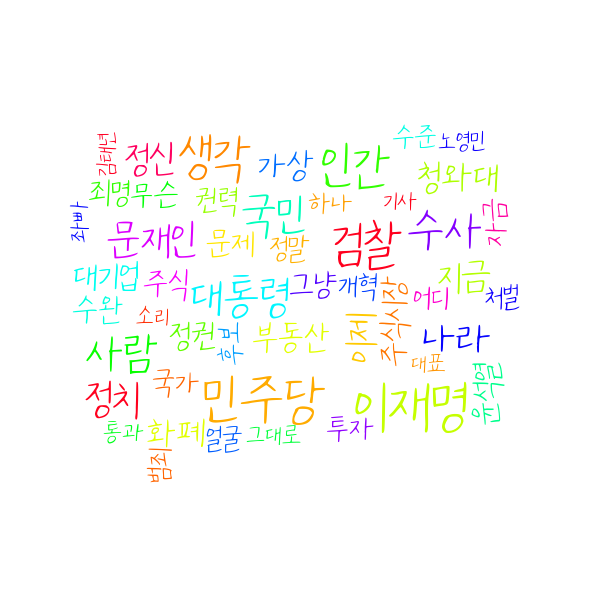 김태년
정신
생각
가상
인간
수준
노영민
청와대
죄명
무슨
권력
국민
하나
기사
자금
좌빠
문재인
문제
정말
검찰
수사
대기업
주식
대통령
그냥
개혁
주식시장
어디
지금
처벌
수완
소리
정권
후보
부동산
이제
나라
사람
대표
정치
국가
민주당
이재명
윤석열
통과
화폐
얼굴
그대로
투자
범죄